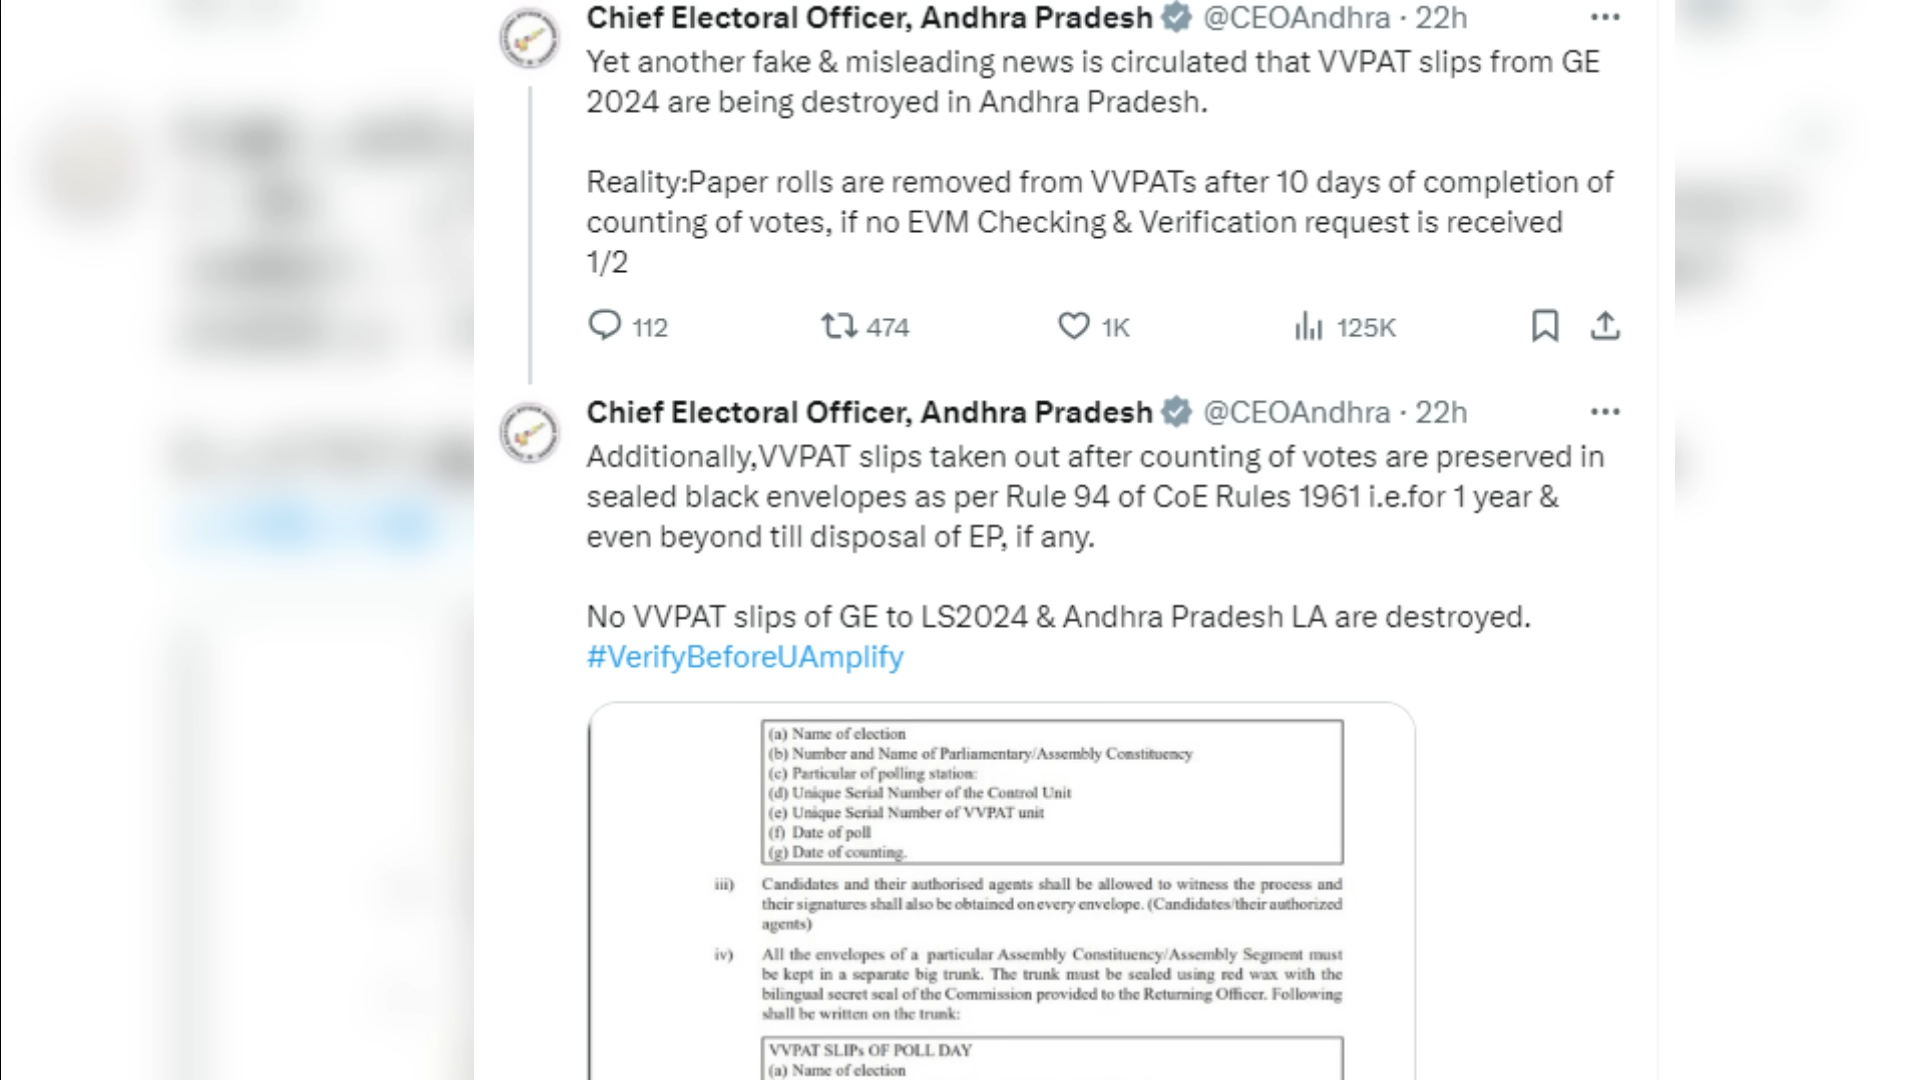 Chief Electoral Officer, Andhra Pradesh @CEOAndhra · 22h
Yet another fake & misleading news is circulated that VVPAT slips from GE
2024 are being destroyed in Andhra Pradesh.
Reality:Paper rolls are removed from VVPATs after 10 days of completion of
counting of votes, if no EVM Checking & Verification request is received
1/2
112 474 1K 125K
Chief Electoral Officer, Andhra Pradesh @CEOAndhra · 22h
Additionally,VVPAT slips taken out after counting of votes are preserved in
sealed black envelopes as per Rule 94 of CoE Rules 1961 i.e.for 1 year &
even beyond till disposal of EP, if any.
No VVPAT slips of GE to LS2024 & Andhra Pradesh LA are destroyed.
#VerifyBeforeUAmplify
(a) Name of election
(b) Number and Name of Parliamentary/Assembly Constituency
(c) Particular of polling station:
(d) Unique Serial Number of the Control Unit
(e) Unique Serial Number of VVPAT unit
(f) Date of poll
(g) Date of counting.
iii) Candidates and their authorised agents shall be allowed to witness the process and
their signatures shall also be obtained on every envelope. (Candidates/their authorized
agents)
iv) All the envelopes of a particular Assembly Constituency/Assembly Segment must
be kept in a separate big trunk. The trunk must be sealed using red wax with the
bilingual secret seal of the Commission provided to the Returning Officer. Following
shall be written on the trunk:
VVPAT SLIPs OF POLL DAY
(a) Name of election